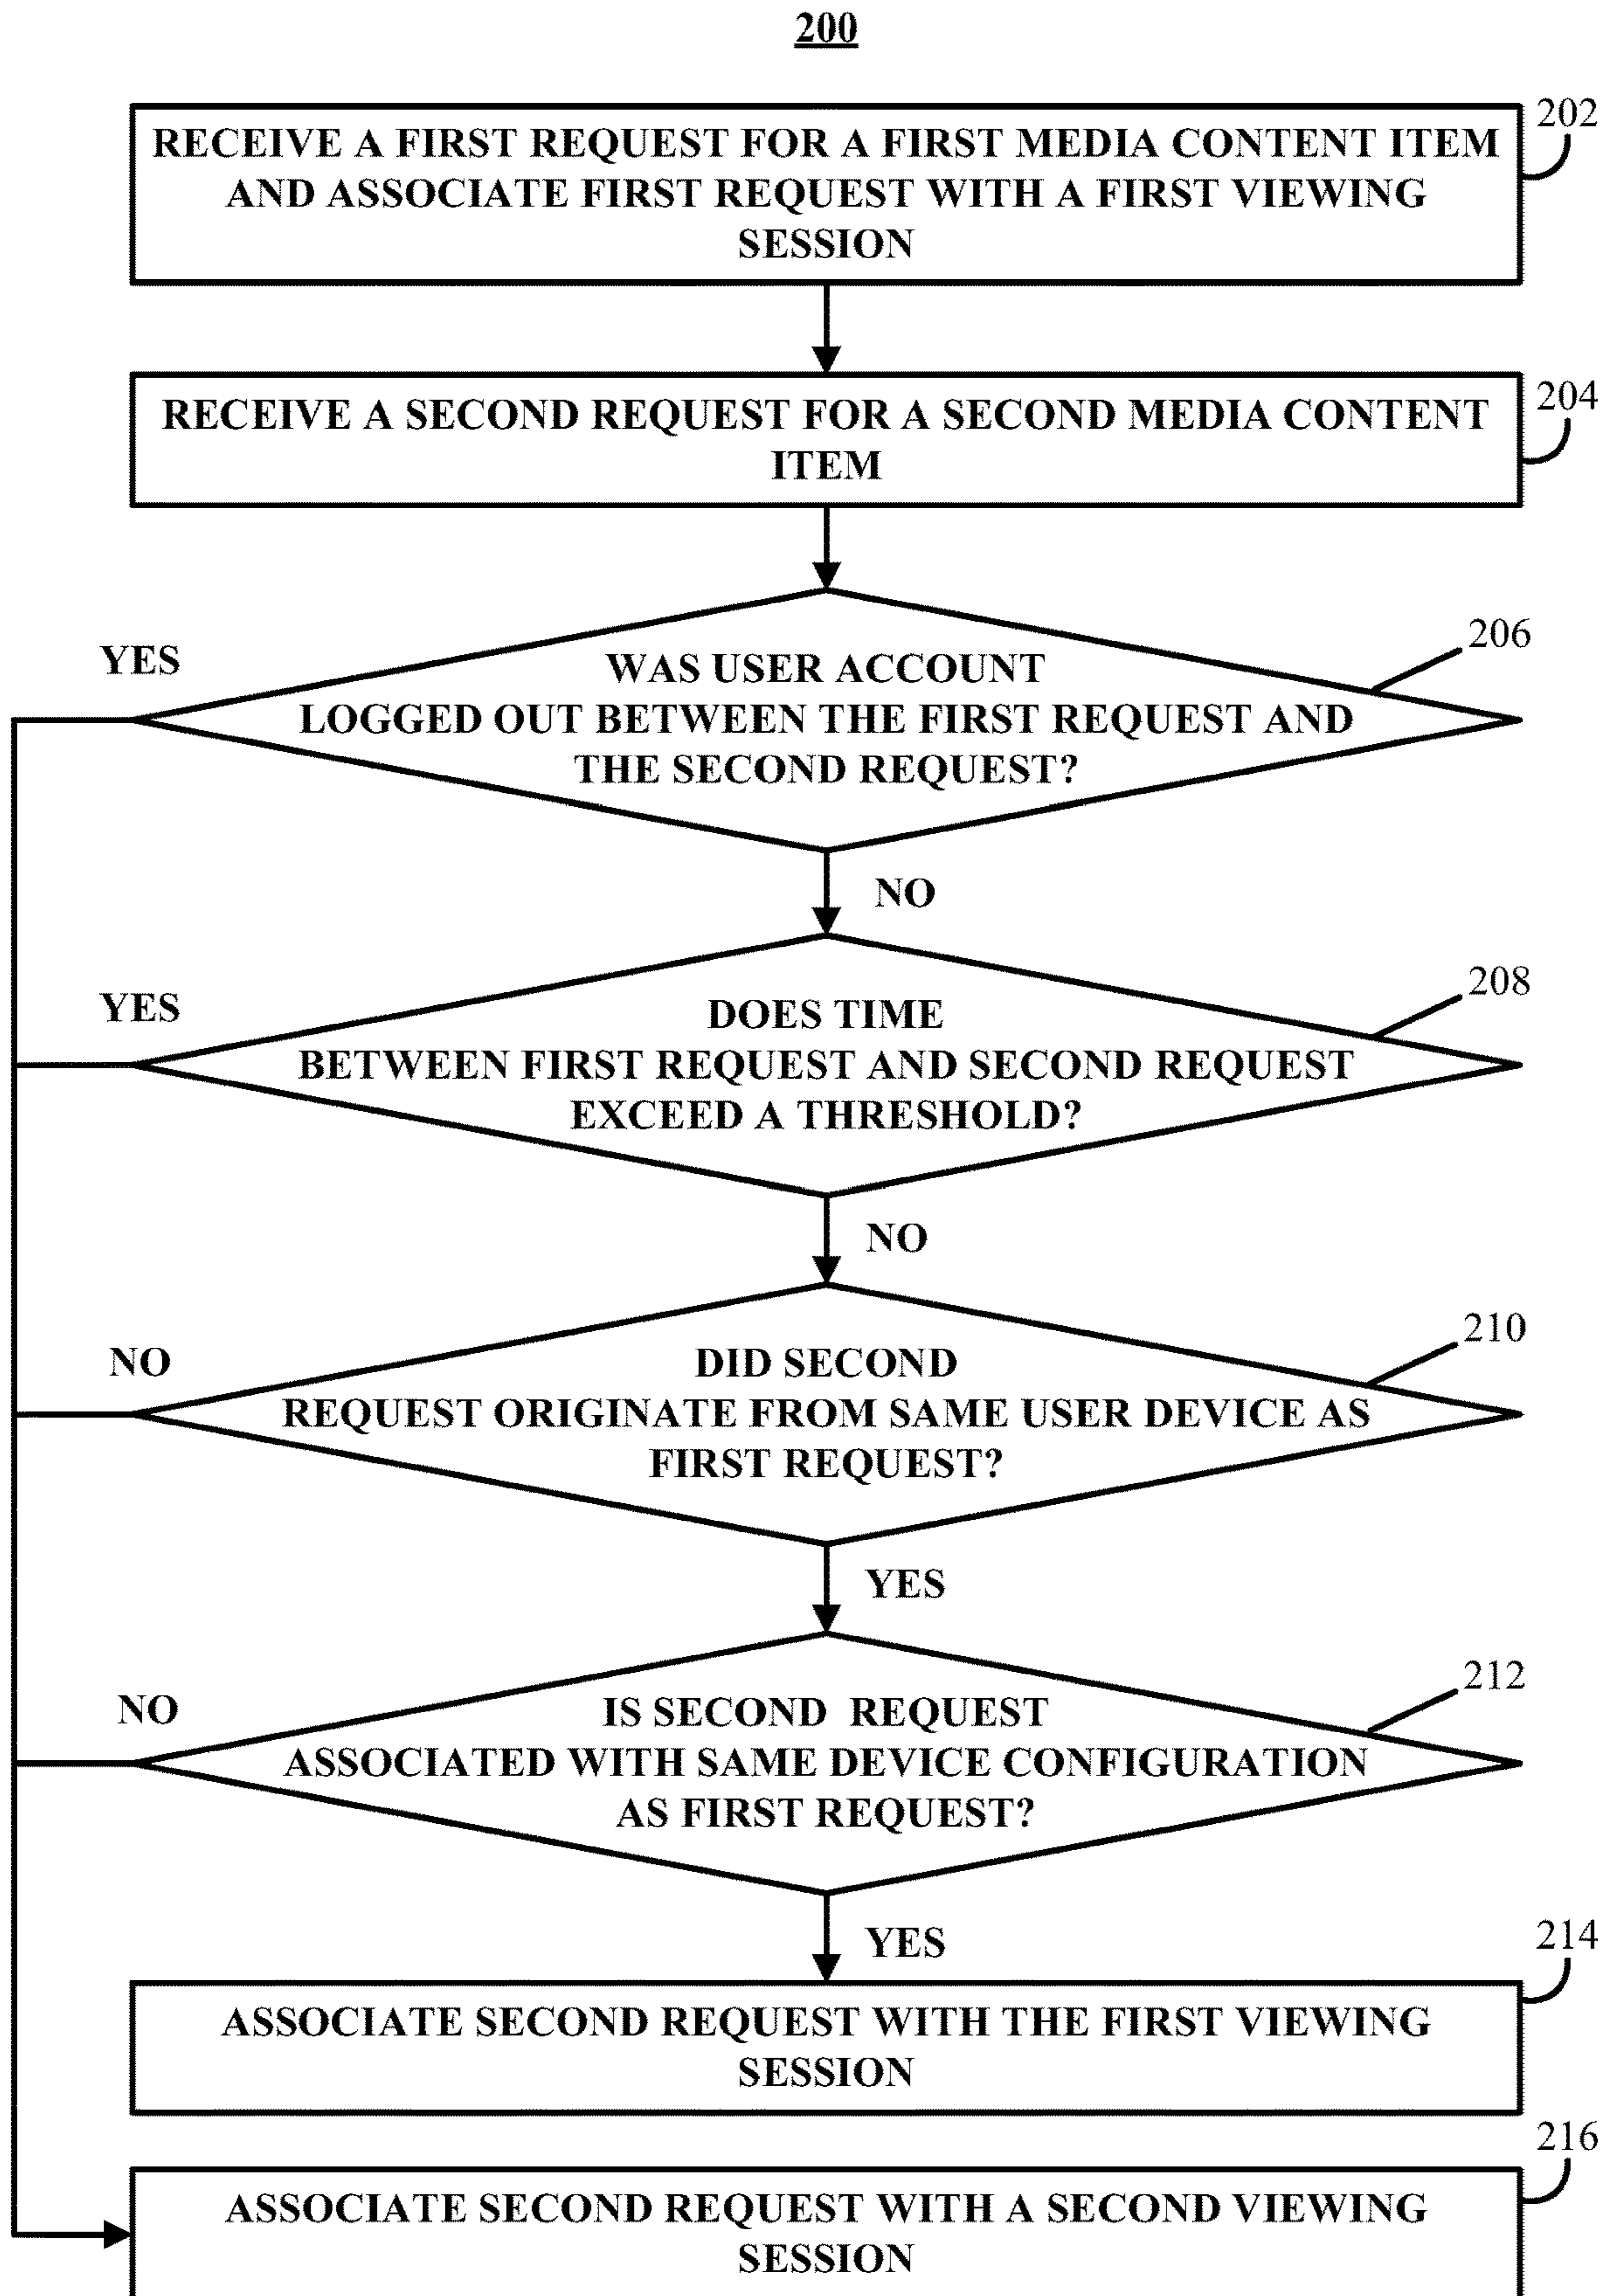 200
202
RECEIVE A FIRST REQUEST FOR A FIRST MEDIA CONTENT ITEM
AND ASSOCIATE FIRST REQUEST WITH A FIRST VIEWING
SESSION
204
RECEIVE A SECOND REQUEST FOR A SECOND MEDIA CONTENT
ITEM
206
YES
WAS USER ACCOUNT
LOGGED OUT BETWEEN THE FIRST REQUEST AND
THE SECOND REQUEST?
NO
208
YES
DOES TIME
BETWEEN FIRST REQUEST AND SECOND REQUEST
EXCEED A THRESHOLD?
NO
210
NO
DID SECOND
REQUEST ORIGINATE FROM SAME USER DEVICE AS
FIRST REQUEST?
YES
212
NO
IS SECOND REQUEST
ASSOCIATED WITH SAME DEVICE CONFIGURATION
AS FIRST REQUEST?
YES
214
ASSOCIATE SECOND REQUEST WITH THE FIRST VIEWING
SESSION
216
ASSOCIATE SECOND REQUEST WITH A SECOND VIEWING
SESSION